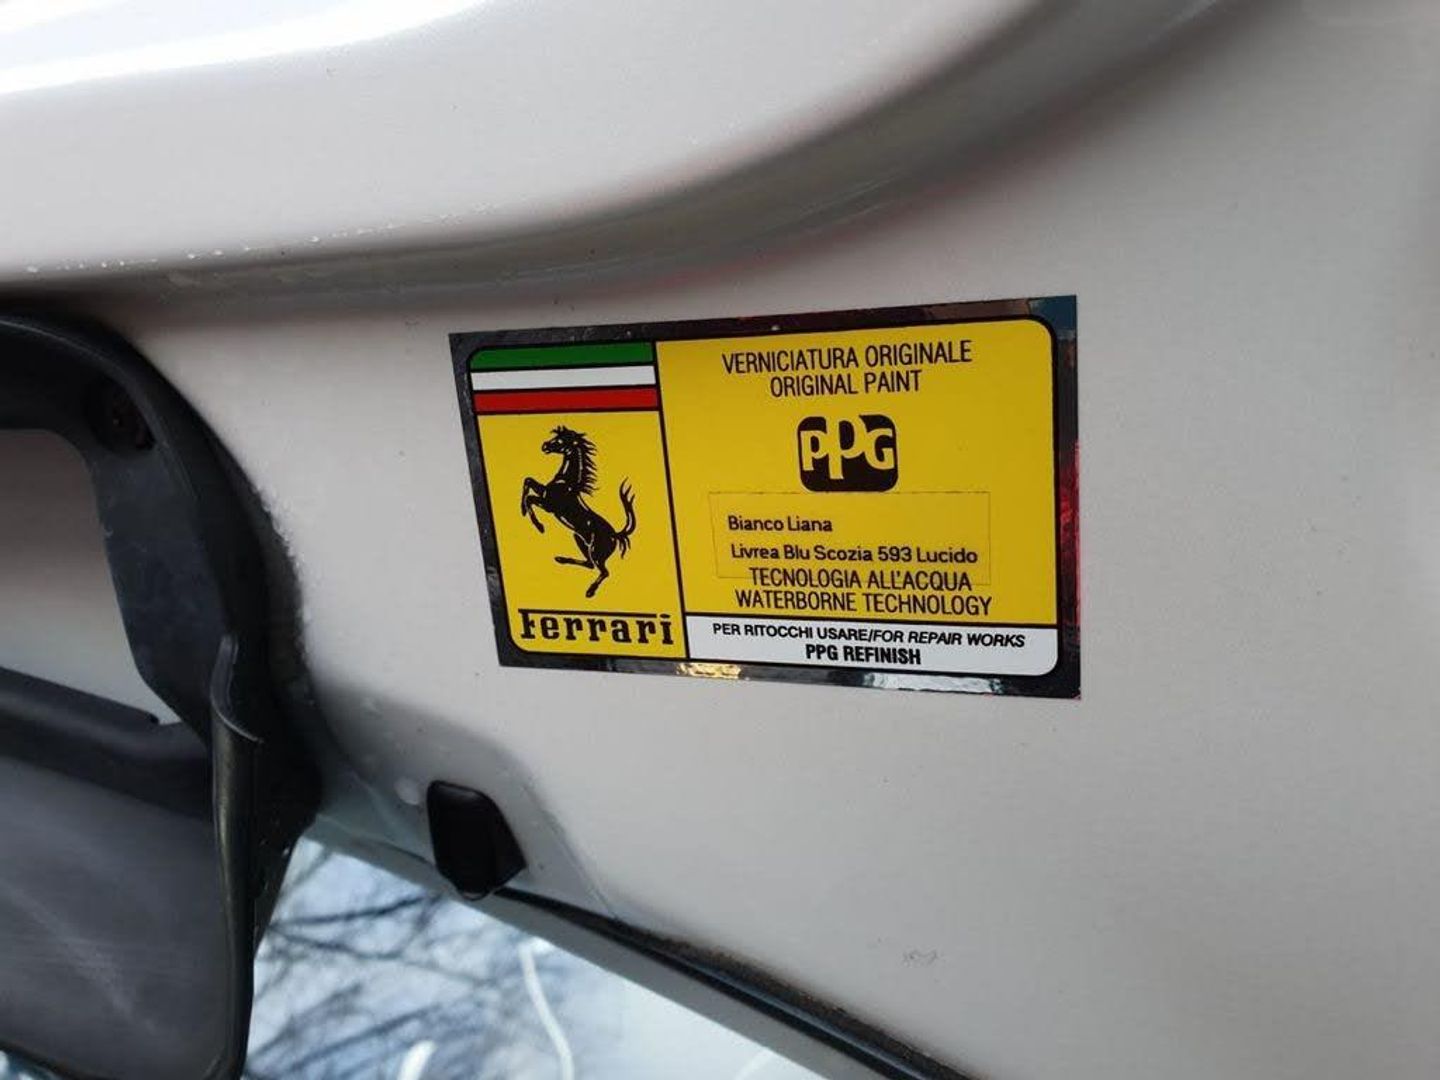 VERNICIATURA ORIGINALE
ORIGINAL PAINT
PPG
Bianco Liana
Livrea Blu Scozia 593 Lucido
TECNOLOGIA ALL'ACQUA
WATERBORNE TECHNOLOGY
Ferrari
PER RITOCCHI USARE/FOR REPAIR WORKS
PPG REFINISH